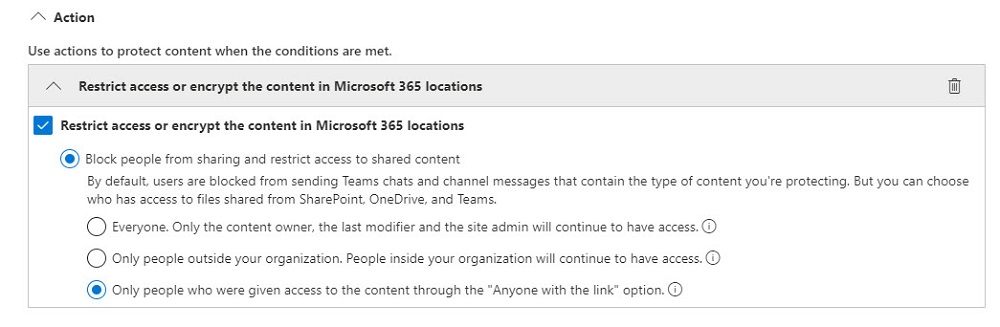 Action
Use actions to protect content when the conditions are met.
Restrict access or encrypt the content in Microsoft 365 locations
Restrict access or encrypt the content in Microsoft 365 locations
Block people from sharing and restrict access to shared content
By default, users are blocked from sending Teams chats and channel messages that contain the type of content you're protecting. But you can choose
who has access to files shared from SharePoint, OneDrive, and Teams.
Everyone. Only the content owner, the last modifier and the site admin will continue to have access.
Only people outside your organization. People inside your organization will continue to have access.
Only people who were given access to the content through the "Anyone with the link" option.